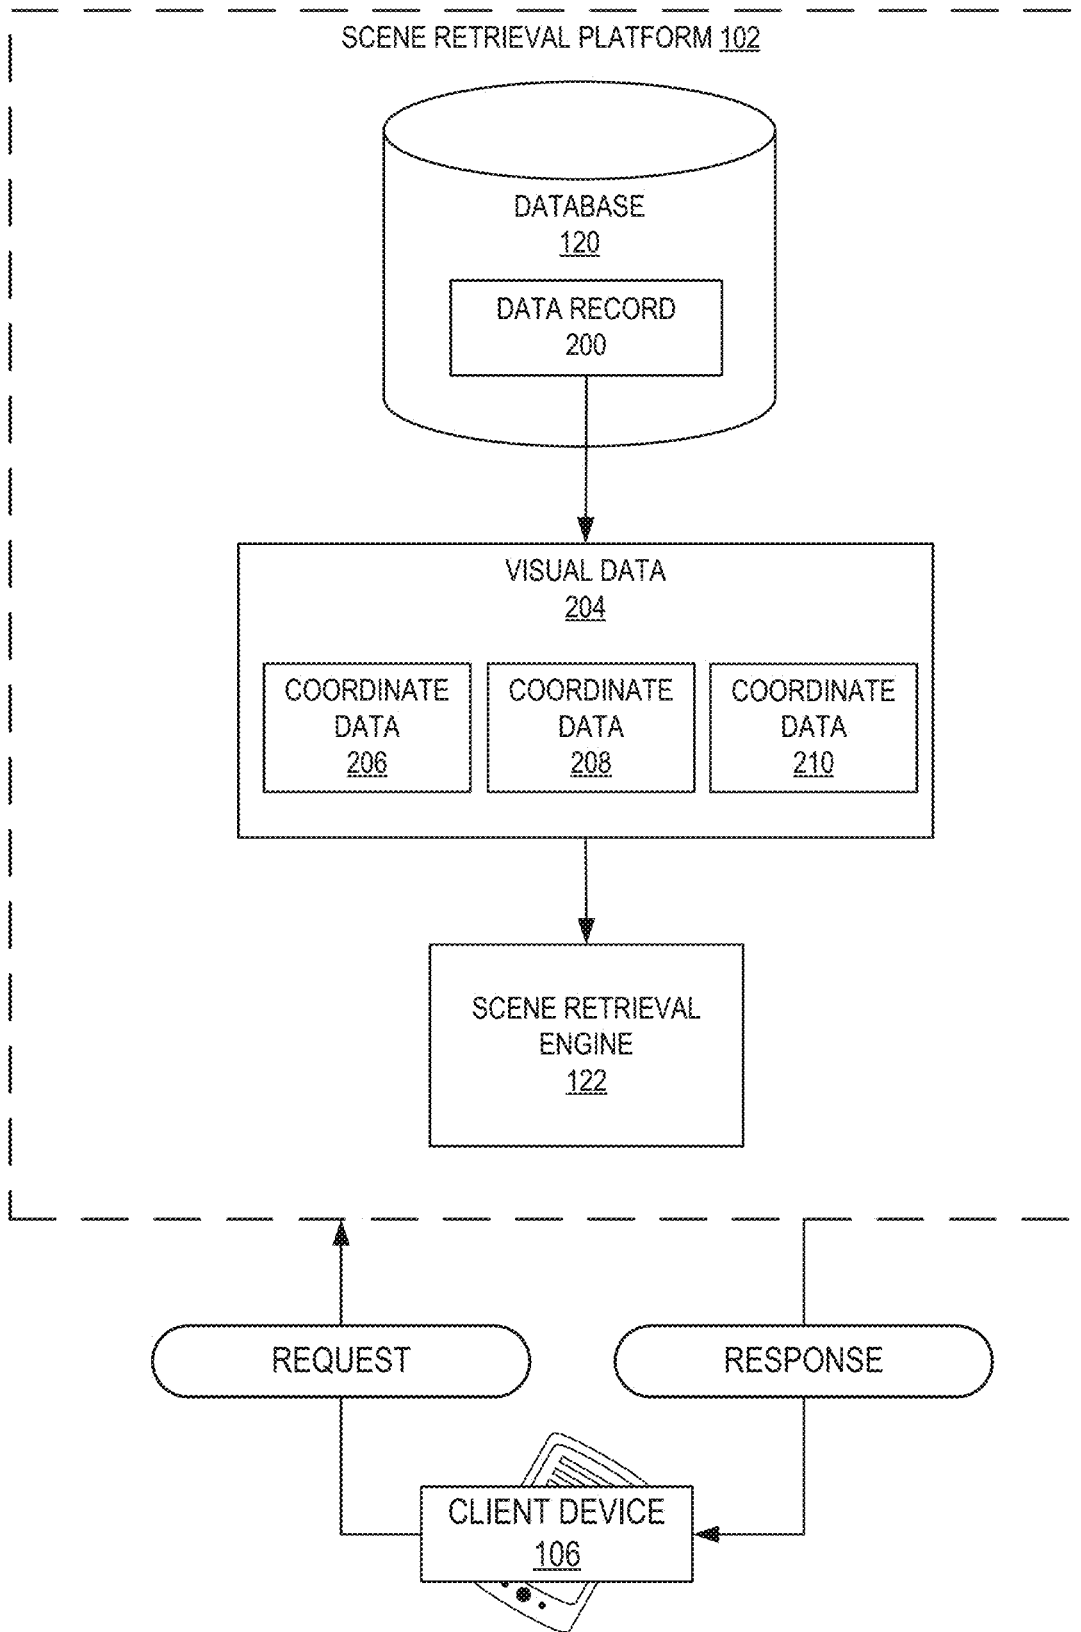 SCENE RETRIEVAL PLATFORM 102
DATABASE
120
DATA RECORD
200
VISUAL DATA
204
COORDINATE
DATA
206
COORDINATE
DATA
208
COORDINATE
DATA
210
SCENE RETRIEVAL
ENGINE
122
REQUEST
RESPONSE
CLIENT DEVICE
106